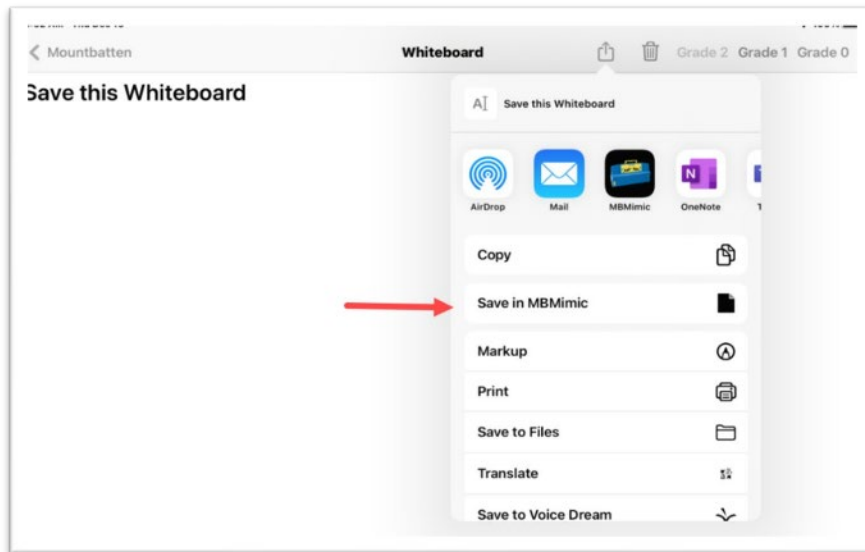 Mountbatten Whiteboard Grade 2 Grade 1 Grade 0
Save this Whiteboard
Save this Whiteboard
AirDrop Mail MBMimic OneNote
Copy
Save in MBMimic
Markup
Print
Save to Files
Translate
Save to Voice Dream